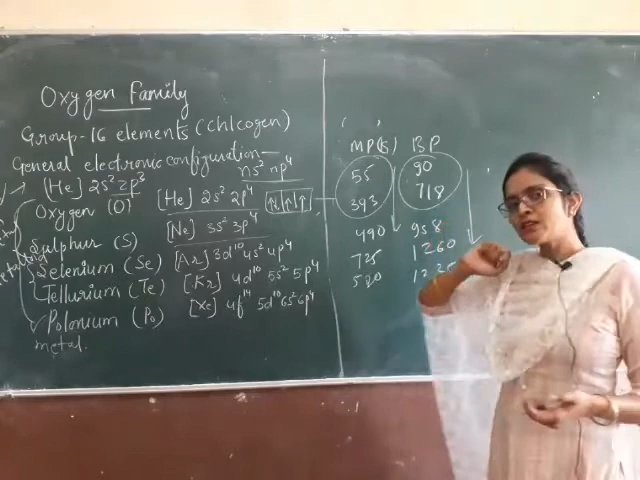 Oxygen Family
Group-16 elements (Chlcogen)
General electronic configuration—
ns² np⁴
[He] 2s² 2p³
Oxygen (O) [He] 2s² 2p⁴
Sulphur (S) [Ne] 3s² 3p⁴
Selenium (Se) [Ar] 3d¹⁰ 4s² 4p⁴
Tellurium (Te) [Kr] 4d¹⁰ 5s² 5p⁴
Polonium (Po) [Xe] 4f¹⁴ 5d¹⁰ 6s² 6p⁴
metal.
MP(K) BP
55 90
393 718
490 958
725 1260
520